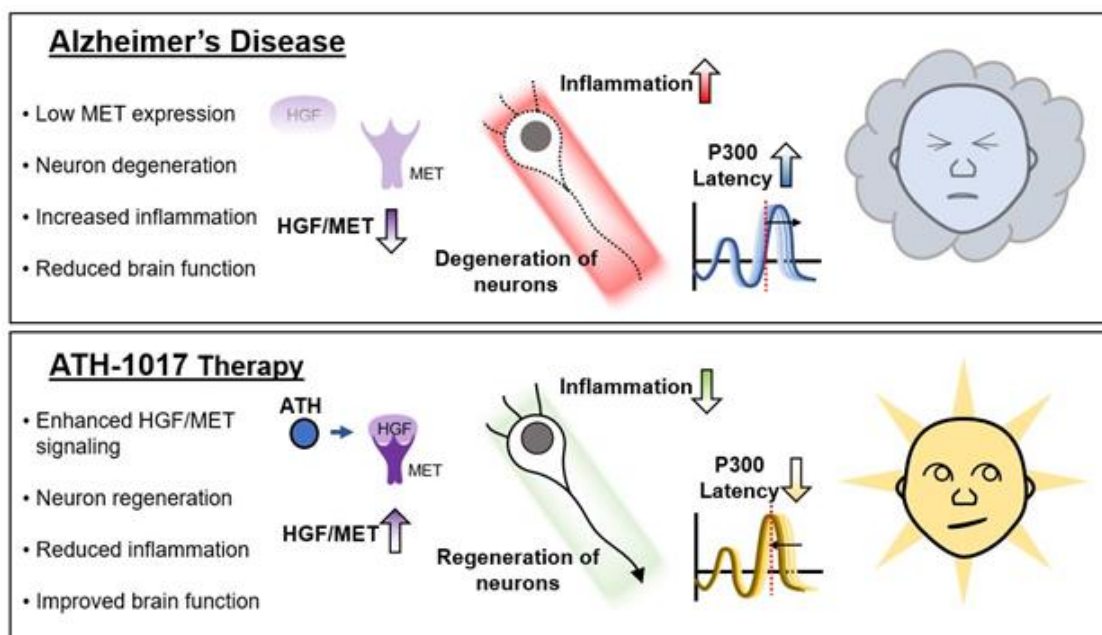 Alzheimer's Disease
• Low MET expression
• Neuron degeneration
• Increased inflammation
• Reduced brain function
HGF
MET
HGF/MET
Degeneration of
neurons
Inflammation
P300
Latency
ATH-1017 Therapy
• Enhanced HGF/MET
signaling
• Neuron regeneration
• Reduced inflammation
• Improved brain function
ATH
HGF
MET
HGF/MET
Regeneration of
neurons
Inflammation
P300
Latency